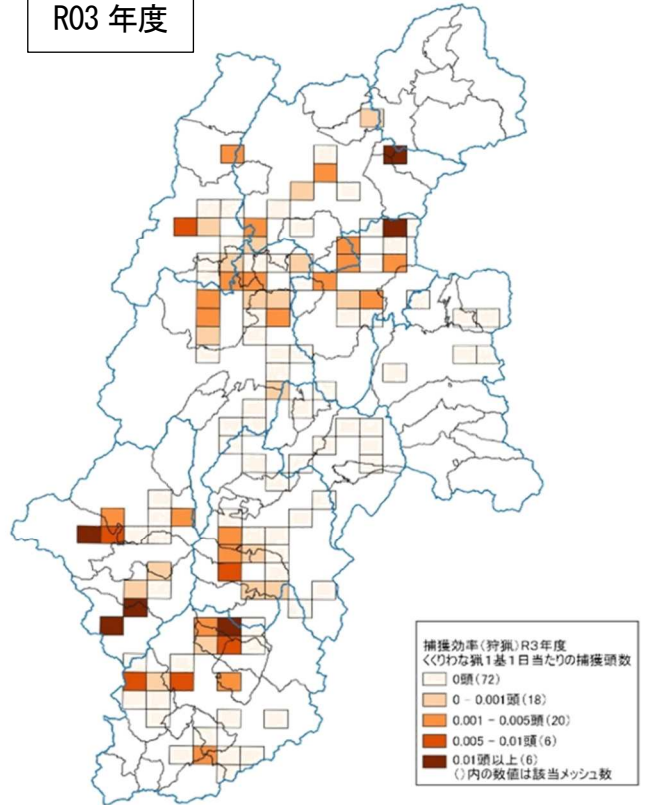 R03 年度
捕獲効率(狩猟)R3年度
くくりわな猟1基1日当たりの捕獲頭数
0頭(72)
0 - 0.001頭(18)
0.001 - 0.005頭(20)
0.005 - 0.01頭(6)
0.01頭以上(6)
()内の数値は該当メッシュ数